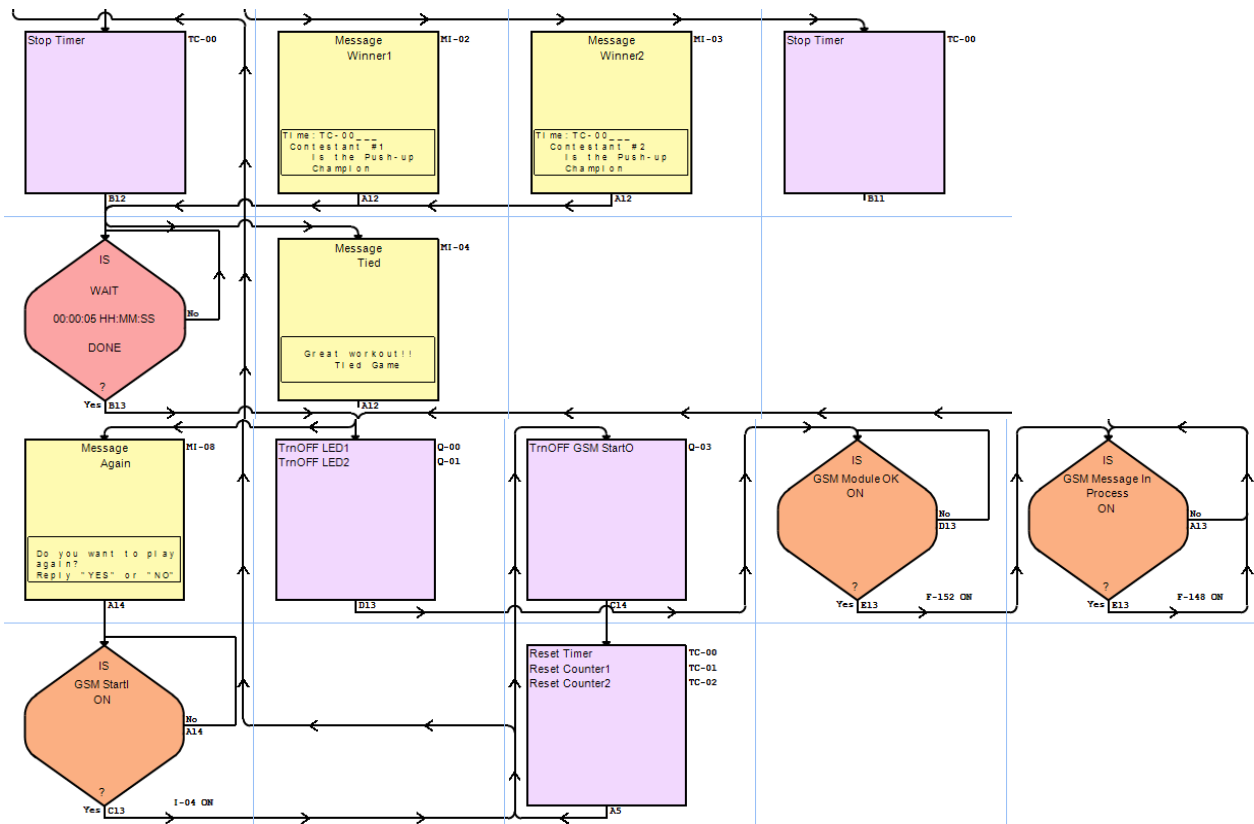 Stop Timer
TC-00
B12
Message
Winner1
MI-02
Time:TC-00___
Contestant #1
Is the Push-up
Champion
A12
Message
Winner2
MI-03
Time:TC-00___
Contestant #2
Is the Push-up
Champion
A12
Stop Timer
TC-00
B11
IS
WAIT
00:00:05 HH:MM:SS
DONE
?
No
Yes B13
Message
Tied
MI-04
Great workout!!
Tied Game
A12
Message
Again
MI-08
Do you want to play
again?
Reply "YES" or "NO"
A14
TrnOFF LED1
TrnOFF LED2
Q-00
Q-01
D13
TrnOFF GSM StartO
Q-03
C14
IS
GSM Module OK
ON
?
No
D13
Yes E13
F-152 ON
IS
GSM Message In
Process
ON
?
No
A13
Yes E13
F-148 ON
IS
GSM StartI
ON
?
No
A14
Yes C13
I-04 ON
Reset Timer
Reset Counter1
Reset Counter2
TC-00
TC-01
TC-02
A5